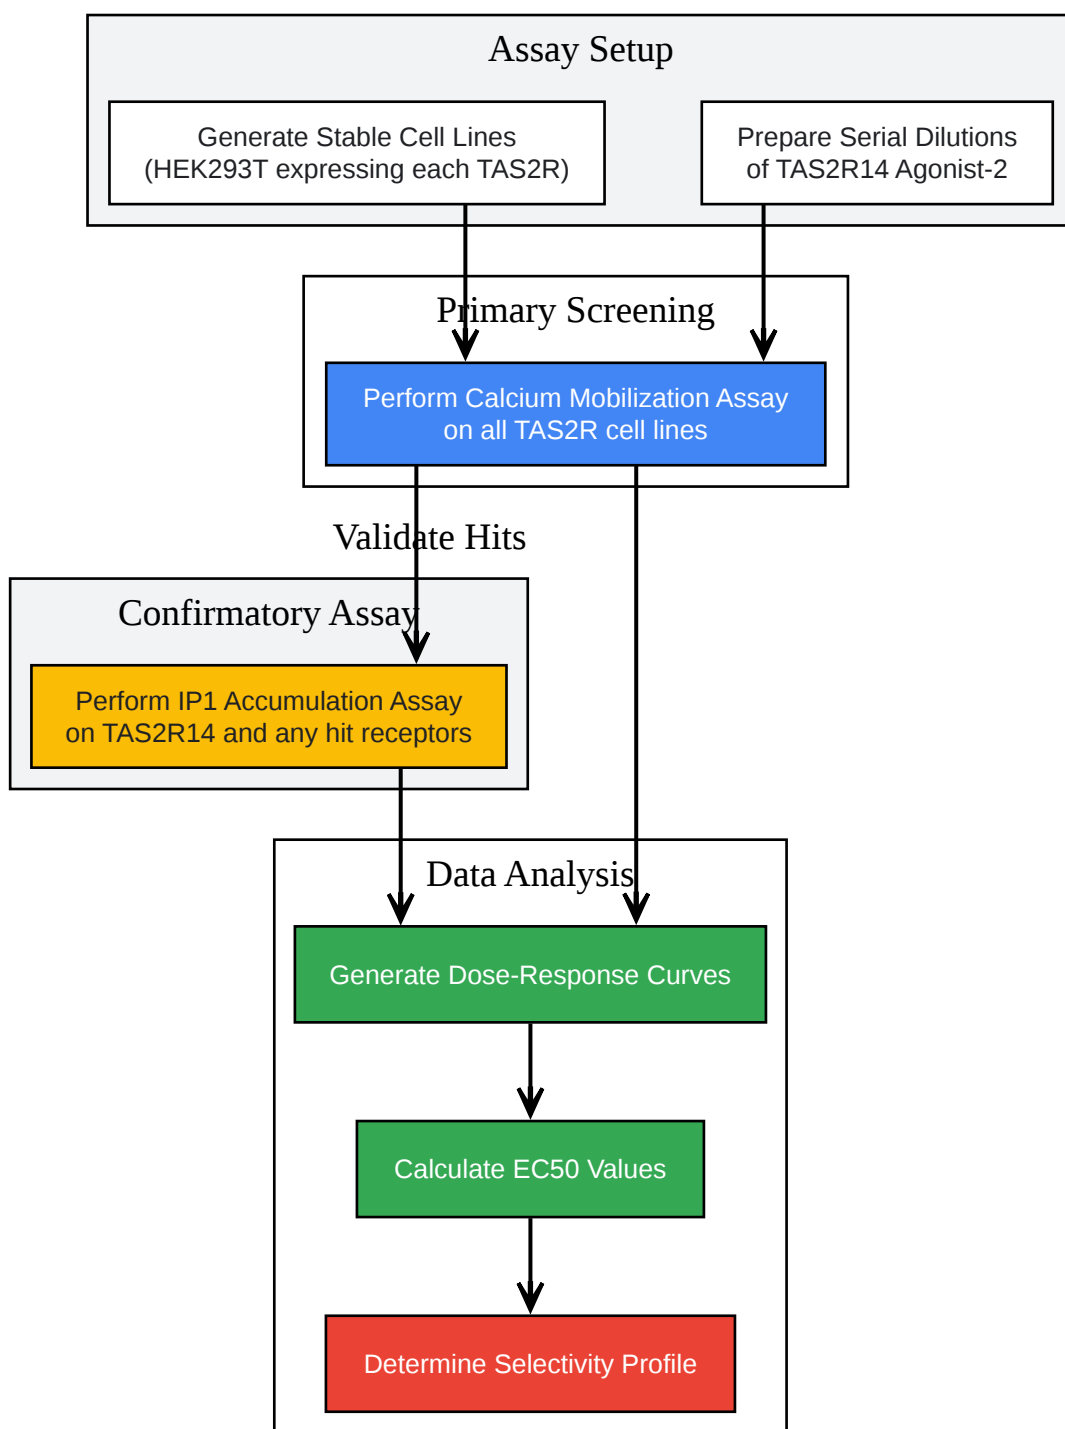 Assay Setup
Generate Stable Cell Lines
(HEK293T expressing each TAS2R)
Prepare Serial Dilutions
of TAS2R14 Agonist-2
Primary Screening
Perform Calcium Mobilization Assay
on all TAS2R cell lines
Validate Hits
Confirmatory Assay
Perform IP1 Accumulation Assay
on TAS2R14 and any hit receptors
Data Analysis
Generate Dose-Response Curves
Calculate EC50 Values
Determine Selectivity Profile